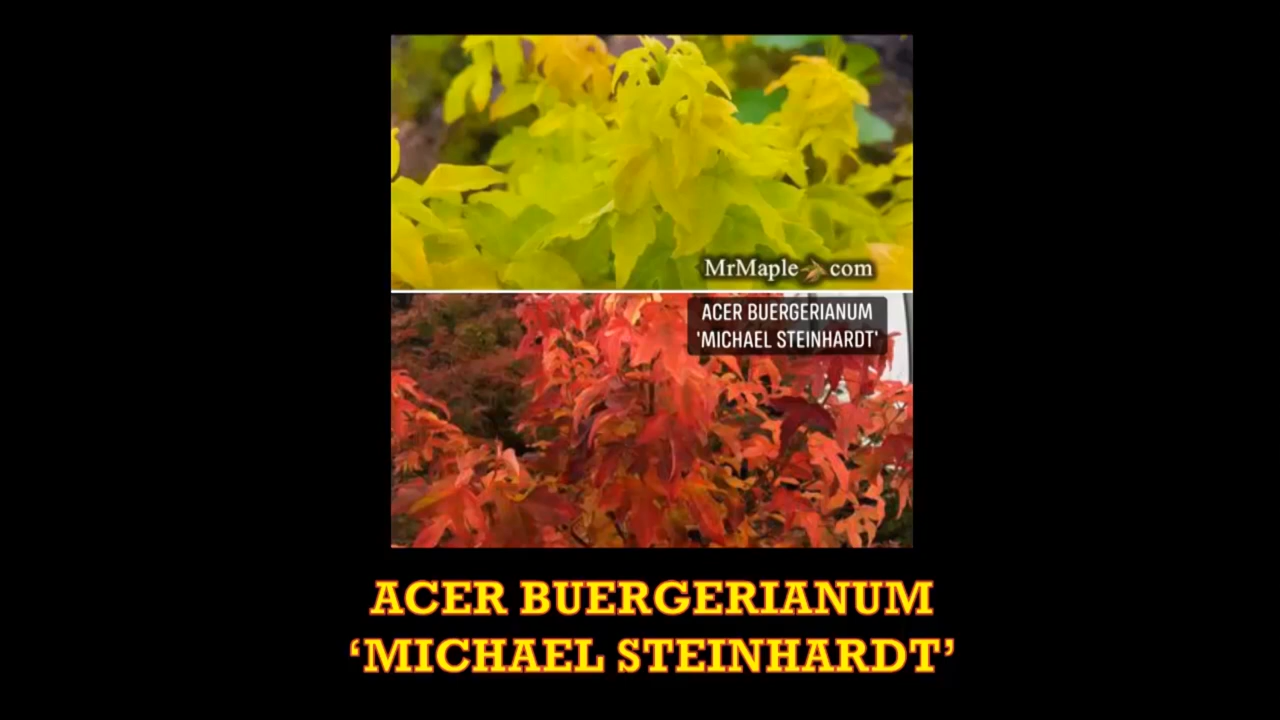 MrMaple com
ACER BUERGERIANUM
'MICHAEL STEINHARDT'
ACER BUERGERIANUM
‘MICHAEL STEINHARDT’